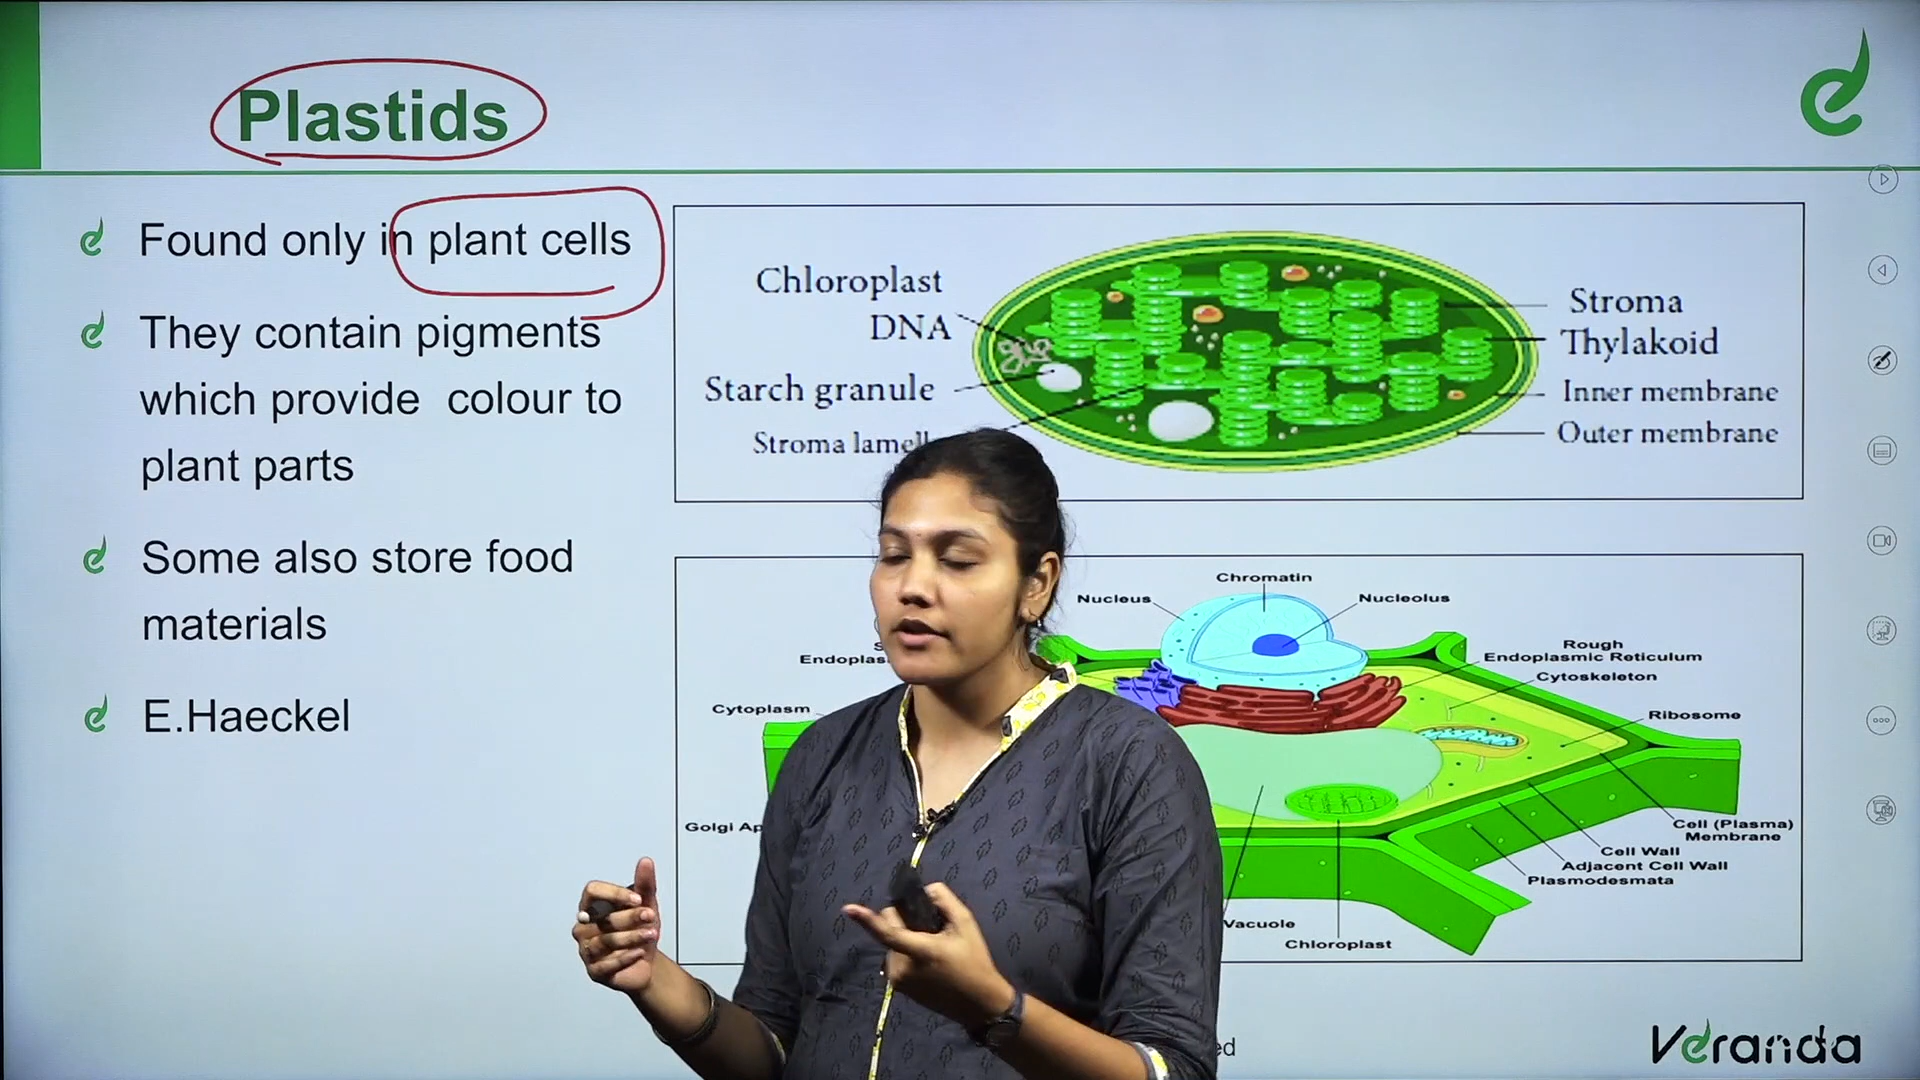 Plastids
Found only in plant cells
They contain pigments
which provide colour to
plant parts
Some also store food
materials
E.Haeckel
Chloroplast
DNA
Starch granule
Stroma
Stroma
Thylakoid
Inner membrane
Outer membrane
Chromatin
Nucleus
Nucleolus
Rough
Endoplasmic Reticulum
Cytoskeleton
Ribosome
Cytoplasm
Golgi
Cell (Plasma)
Membrane
Cell Wall
Adjacent Cell Wall
Plasmodesmata
Vacuole
Chloroplast
Veranda